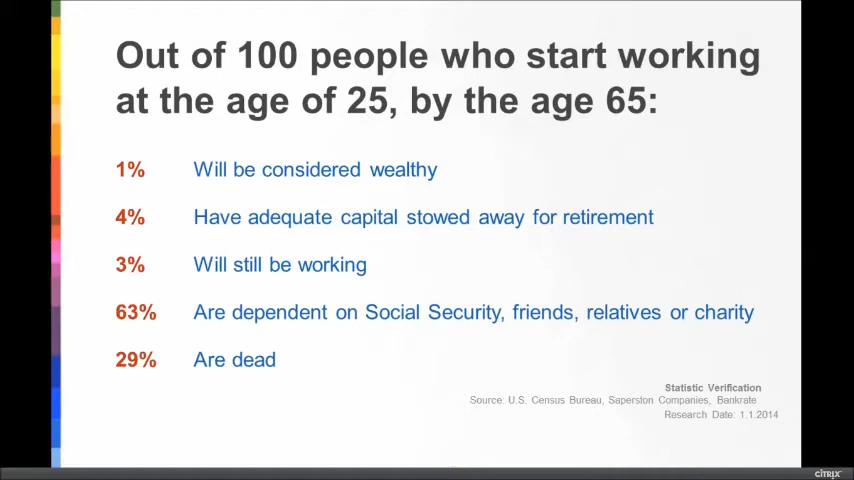 Out of 100 people who start working
at the age of 25, by the age 65:
1% Will be considered wealthy
4% Have adequate capital stowed away for retirement
3% Will still be working
63% Are dependent on Social Security, friends, relatives or charity
29% Are dead
Statistic Verification
Source: U.S. Census Bureau, Saperston Companies, Bankrate
Research Date: 1.1.2014
CITRIX